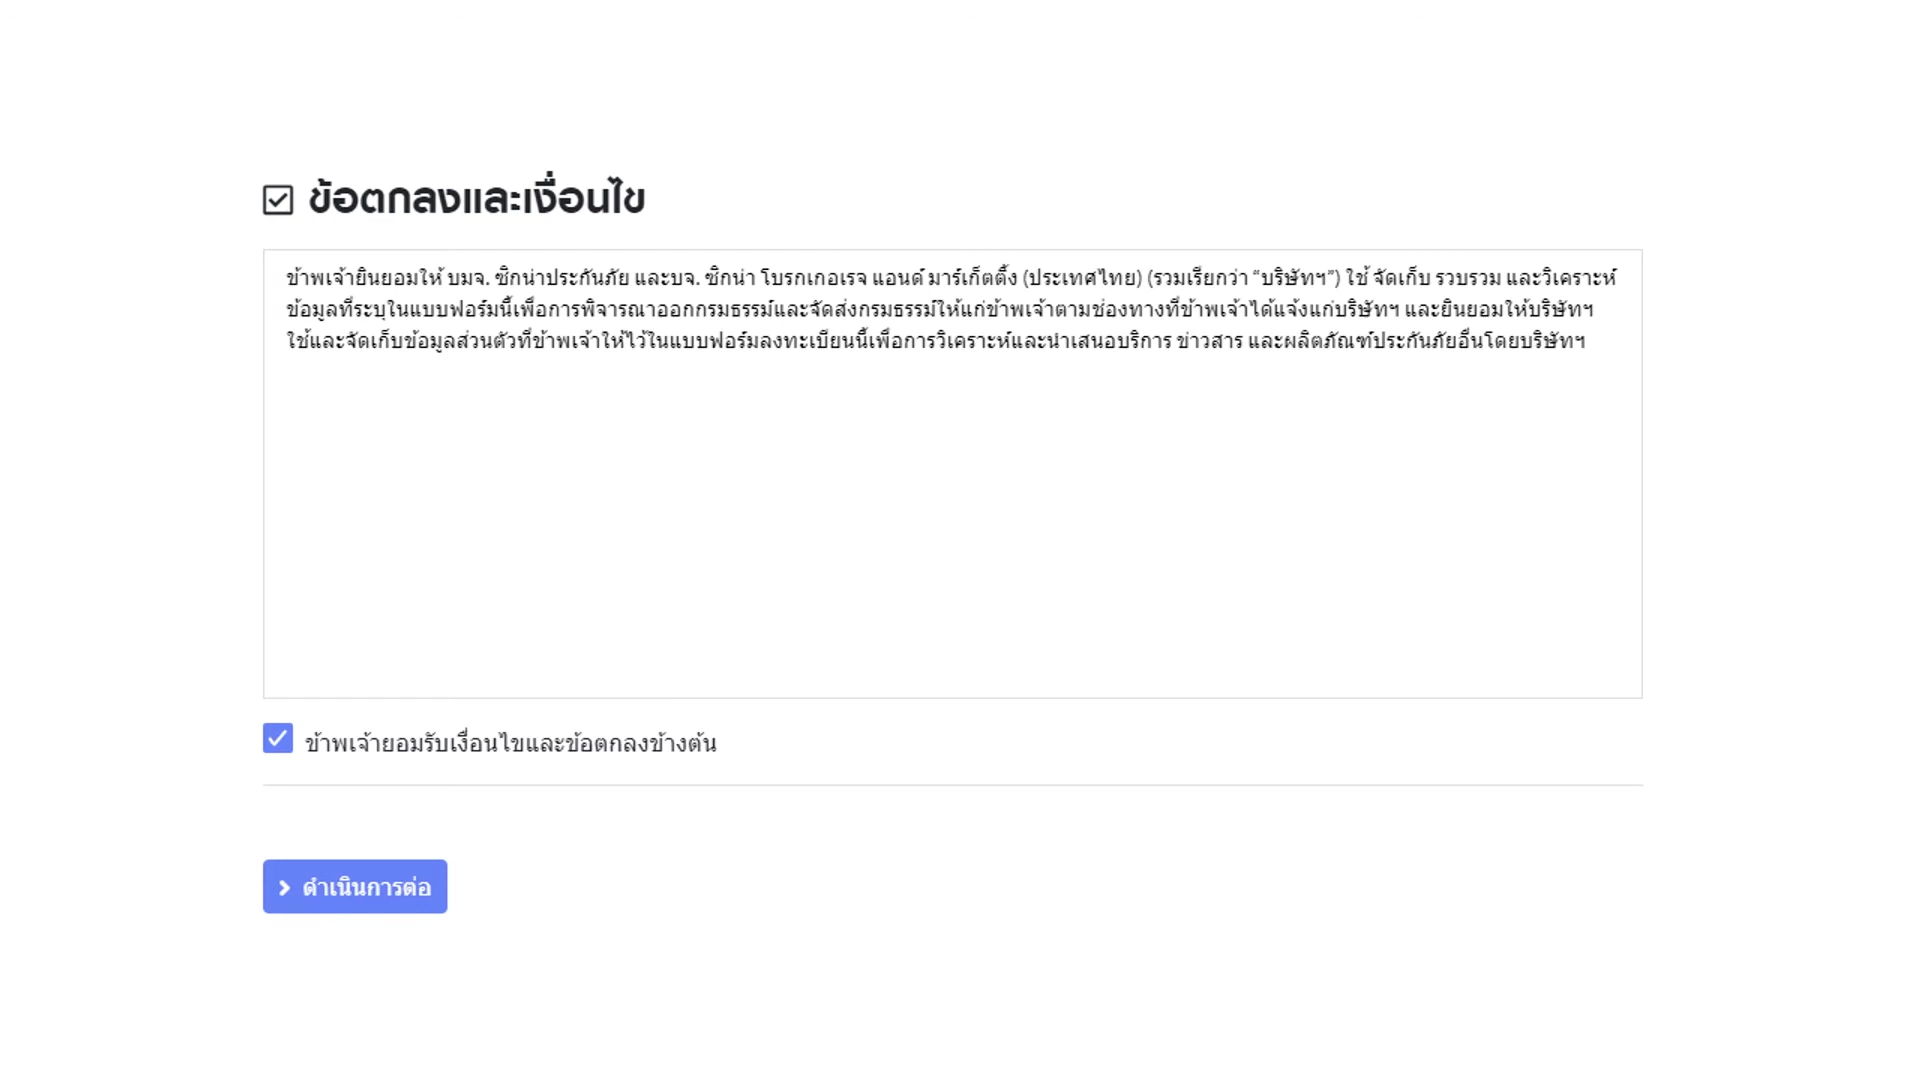 ข้อตกลงและเงื่อนไข
ข้าพเจ้ายินยอมให้ บมจ. ซิกน่าประกันภัย และบจ. ซิกน่า โบรกเกอเรจ แอนด์ มาร์เก็ตติ้ง (ประเทศไทย) (รวมเรียกว่า “บริษัทฯ”) ใช้ จัดเก็บ รวบรวม และวิเคราะห์
ข้อมูลที่ระบุในแบบฟอร์มนี้เพื่อการพิจารณาออกกรมธรรม์และจัดส่งกรมธรรม์ให้แก่ข้าพเจ้าตามช่องทางที่ข้าพเจ้าได้แจ้งแก่บริษัทฯ และยินยอมให้บริษัทฯ
ใช้และจัดเก็บข้อมูลส่วนตัวที่ข้าพเจ้าให้ไว้ในแบบฟอร์มลงทะเบียนนี้เพื่อการวิเคราะห์และนำเสนอบริการ ข่าวสาร และผลิตภัณฑ์ประกันภัยอื่นโดยบริษัทฯ
ข้าพเจ้ายอมรับเงื่อนไขและข้อตกลงข้างต้น
ดำเนินการต่อ